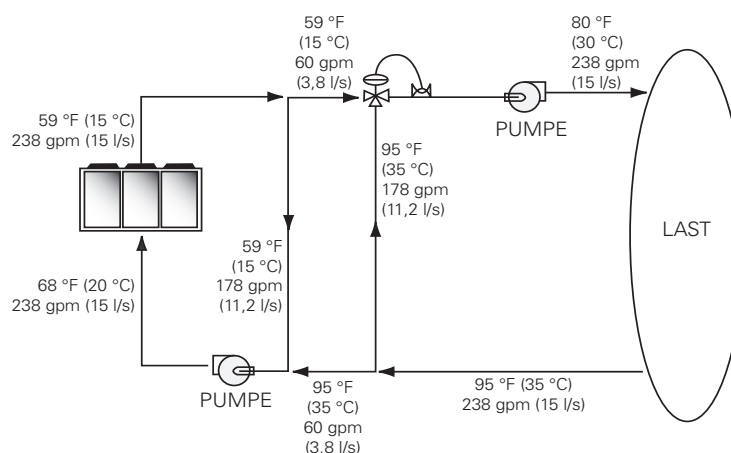 59 °F
(15 °C)
60 gpm
(3,8 l/s)
80 °F
(30 °C)
238 gpm
(15 l/s)
59 °F (15 °C)
238 gpm (15 l/s)
PUMPE
95 °F
(35 °C)
178 gpm
(11,2 l/s)
LAST
59 °F
(15 °C)
178 gpm
(11,2 l/s)
68 °F (20 °C)
238 gpm (15 l/s)
PUMPE
95 °F
(35 °C)
60 gpm
(3,8 l/s)
95 °F (35 °C)
238 gpm (15 l/s)